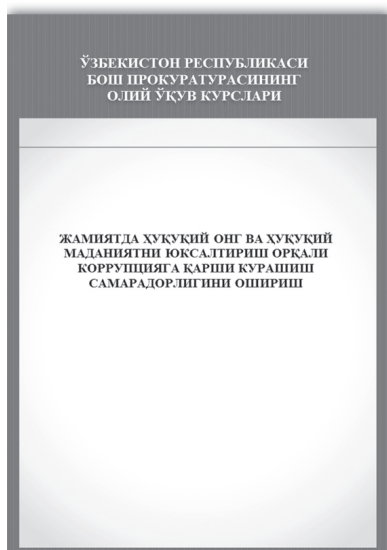 ЎЗБЕКИСТОН РЕСПУБЛИКАСИ
БОШ ПРОКУРАТУРАСИНИНГ
ОЛИЙ ЎҚУВ КУРСЛАРИ
ЖАМИЯТДА ҲУҚУҚИЙ ОНГ ВА ҲУҚУҚИЙ
МАДАНИЯТНИ ЮКСАЛТИРИШ ОРҚАЛИ
КОРРУПЦИЯГА ҚАРШИ КУРАШИШ
САМАРАДОРЛИГИНИ ОШИРИШ